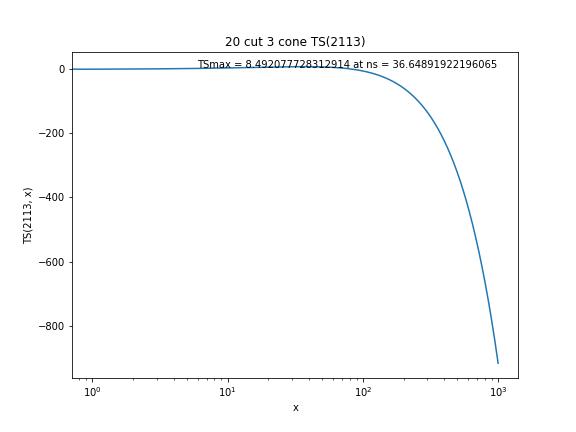 20 cut 3 cone TS(2113)
TSmax = 8.492077728312914 at ns = 36.64891922196065
0
−200
−400
−600
−800
TS(2113, x)
10⁰
10¹
10²
10³
x